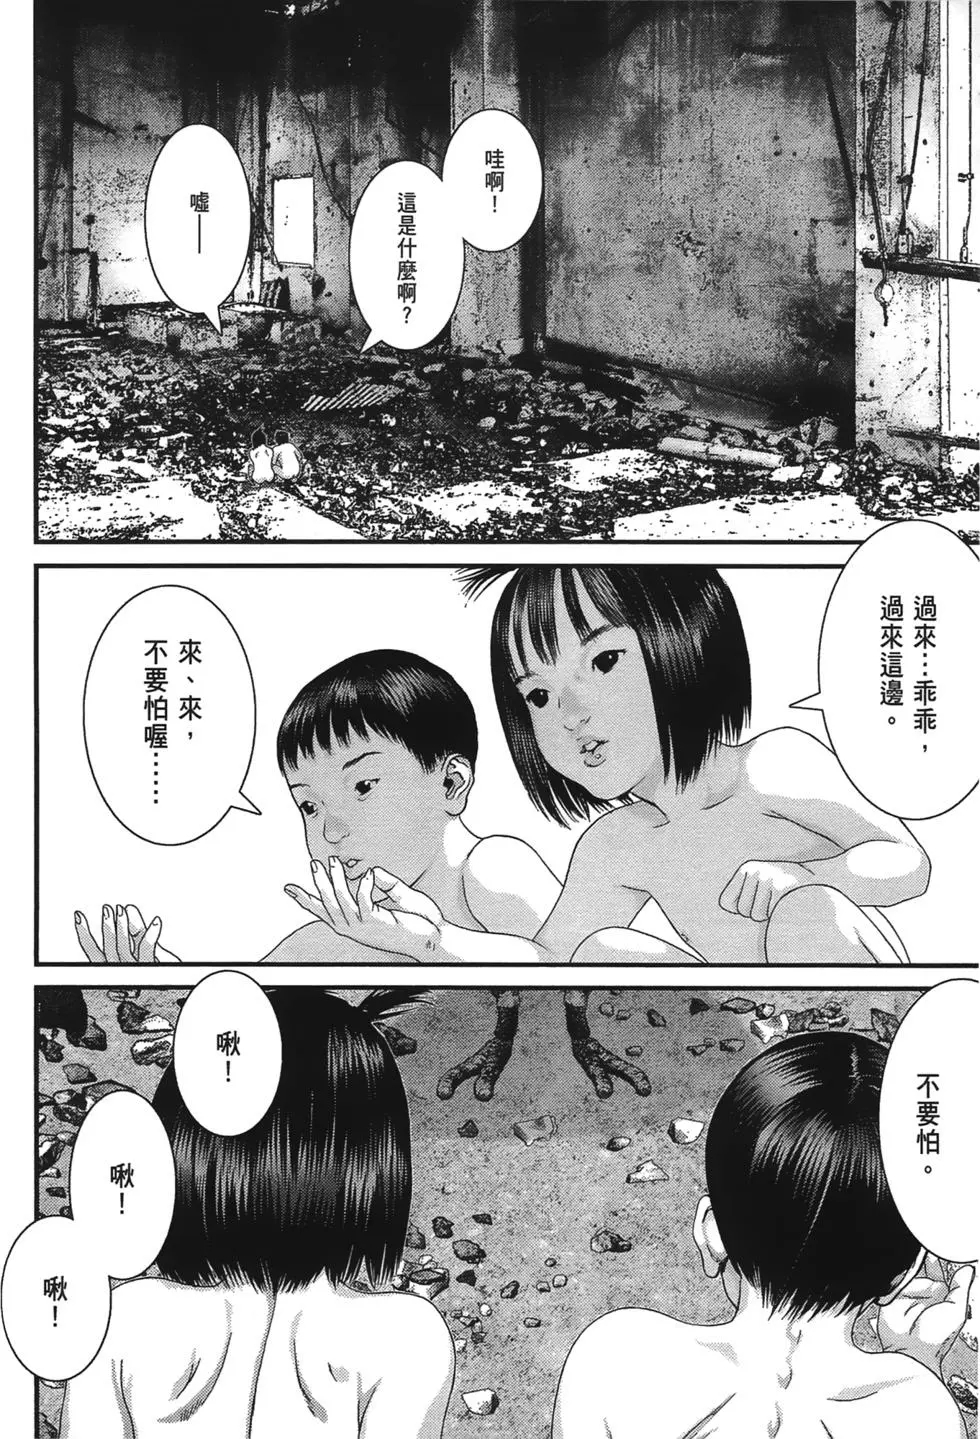 哇啊！
這是什麼啊？
噓──
過來…乖乖，
過來這邊。
來、來，
不要怕喔……
不要怕。
啾！
啾！
啾！